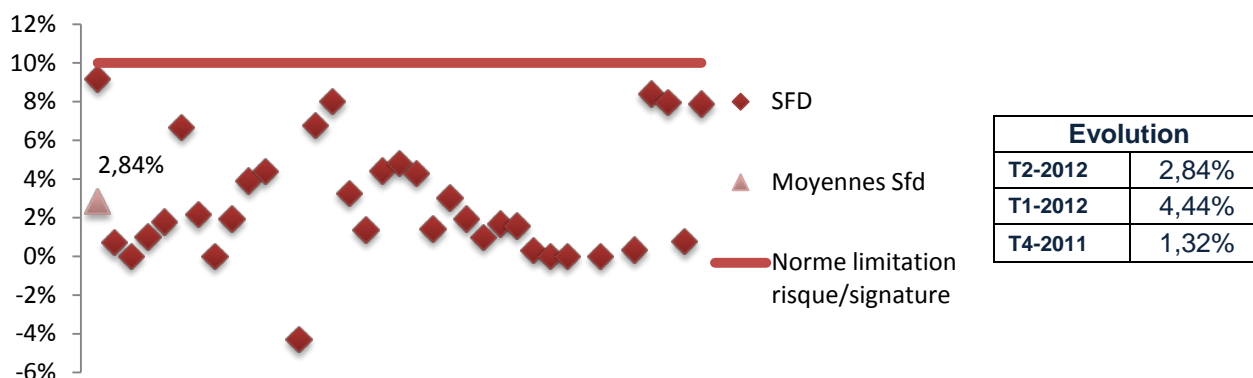 12%
10%
8%
6%
4%
2%
0%
-2%
-4%
-6%
2,84%
SFD
Moyennes Sfd
Norme limitation
risque/signature
Evolution
T2-2012 2,84%
T1-2012 4,44%
T4-2011 1,32%